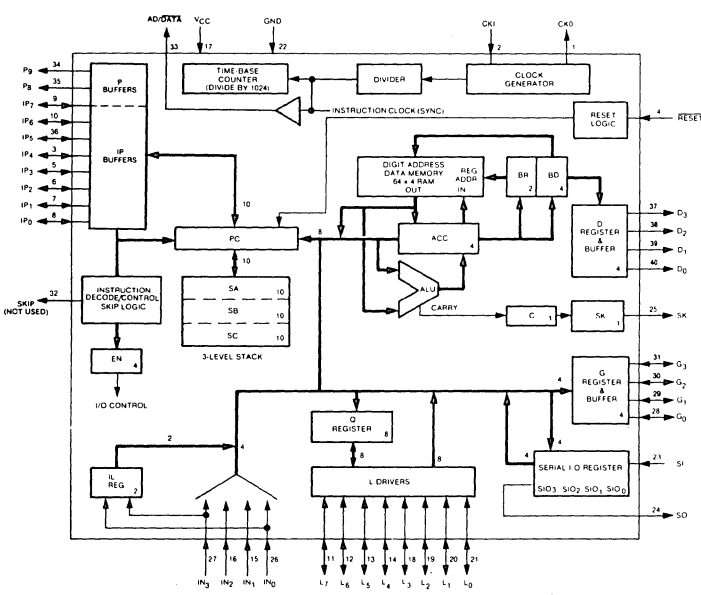 AD/DATA VCC GND CKI CKO
33 17 22 2 1
P9 34
P8 35
IP7 9
IP6 10
IP5 36
IP4 3
IP3 5
IP2 6
IP1 7
IP0 8
P
BUFFERS
IP
BUFFERS
TIME-BASE
COUNTER
(DIVIDE BY 1024)
DIVIDER
CLOCK
GENERATOR
INSTRUCTION CLOCK (SYNC)
RESET
LOGIC
4 RESET
DIGIT ADDRESS
DATA MEMORY
64 x 4 RAM
OUT
REG
ADDR
IN
BR
2
BD
4
D
REGISTER
&
BUFFER
4
37 D3
38 D2
39 D1
40 D0
10
PC
8
ACC
4
10
ALU
CARRY
C 1
SK 1
25 SK
INSTRUCTION
DECODE/CONTROL
SKIP LOGIC
32
SKIP
(NOT USED)
SA 10
SB 10
SC 10
3-LEVEL STACK
EN
4
I/O CONTROL
4
G
REGISTER
&
BUFFER
4
31 G3
30 G2
29 G1
28 G0
2
4
Q
REGISTER
8
8
8
L DRIVERS
4
4
SERIAL I O REGISTER
SIO3 SIO2 SIO1 SIO0
23 SI
24 SO
IL
REG
2
27 16 15 26
IN3 IN2 IN1 IN0
11 12 13 14 18 19 20 21
L7 L6 L5 L4 L3 L2 L1 L0